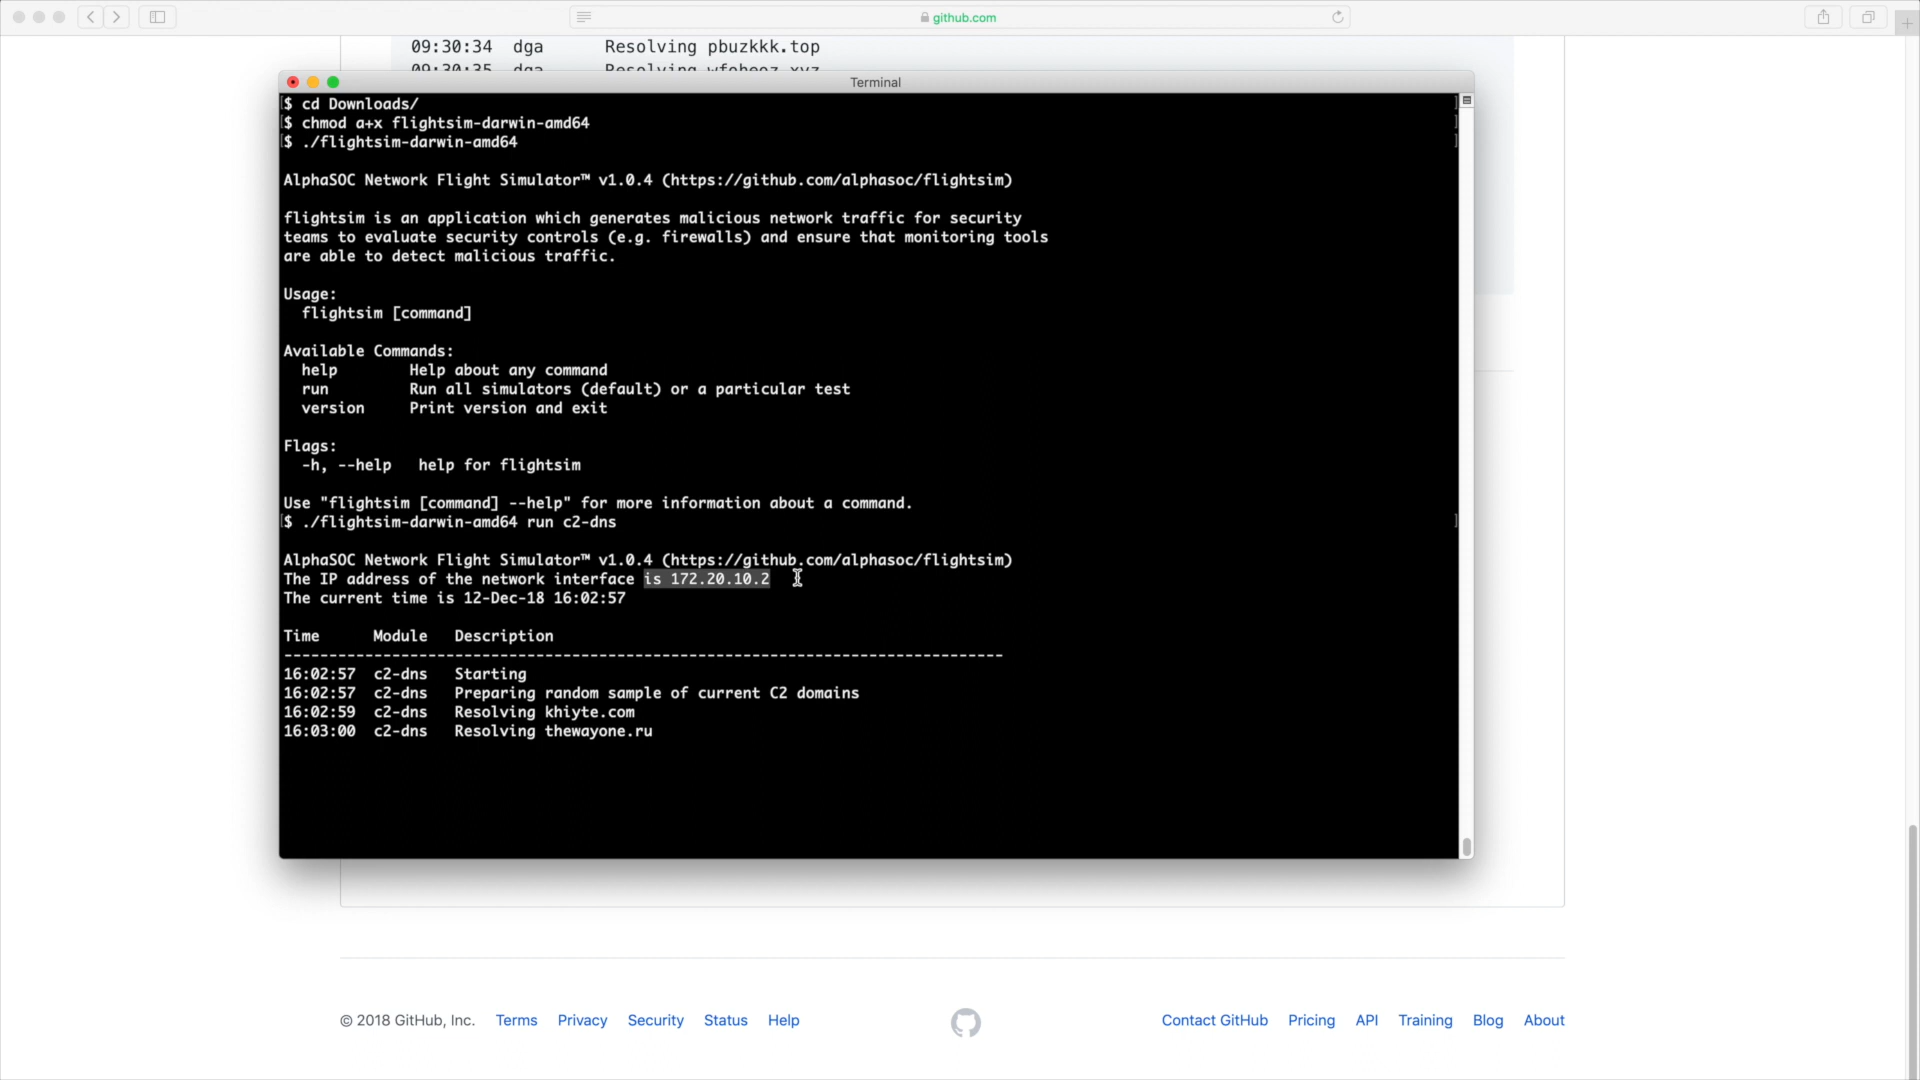 github.com
09:30:34 dga Resolving pbuzkkk.top
09:30:35 dga Resolving wfoheoz.xyz
Terminal
$ cd Downloads/
$ chmod a+x flightsim-darwin-amd64
$ ./flightsim-darwin-amd64
AlphaSOC Network Flight Simulator™ v1.0.4 (https://github.com/alphasoc/flightsim)
flightsim is an application which generates malicious network traffic for security
teams to evaluate security controls (e.g. firewalls) and ensure that monitoring tools
are able to detect malicious traffic.
Usage:
flightsim [command]
Available Commands:
help Help about any command
run Run all simulators (default) or a particular test
version Print version and exit
Flags:
-h, --help help for flightsim
Use "flightsim [command] --help" for more information about a command.
$ ./flightsim-darwin-amd64 run c2-dns
AlphaSOC Network Flight Simulator™ v1.0.4 (https://github.com/alphasoc/flightsim)
The IP address of the network interface is 172.20.10.2
The current time is 12-Dec-18 16:02:57
Time Module Description
--------------------------------------------------------------------------------
16:02:57 c2-dns Starting
16:02:57 c2-dns Preparing random sample of current C2 domains
16:02:59 c2-dns Resolving khiyte.com
16:03:00 c2-dns Resolving thewayone.ru
© 2018 GitHub, Inc. Terms Privacy Security Status Help Contact GitHub Pricing API Training Blog About